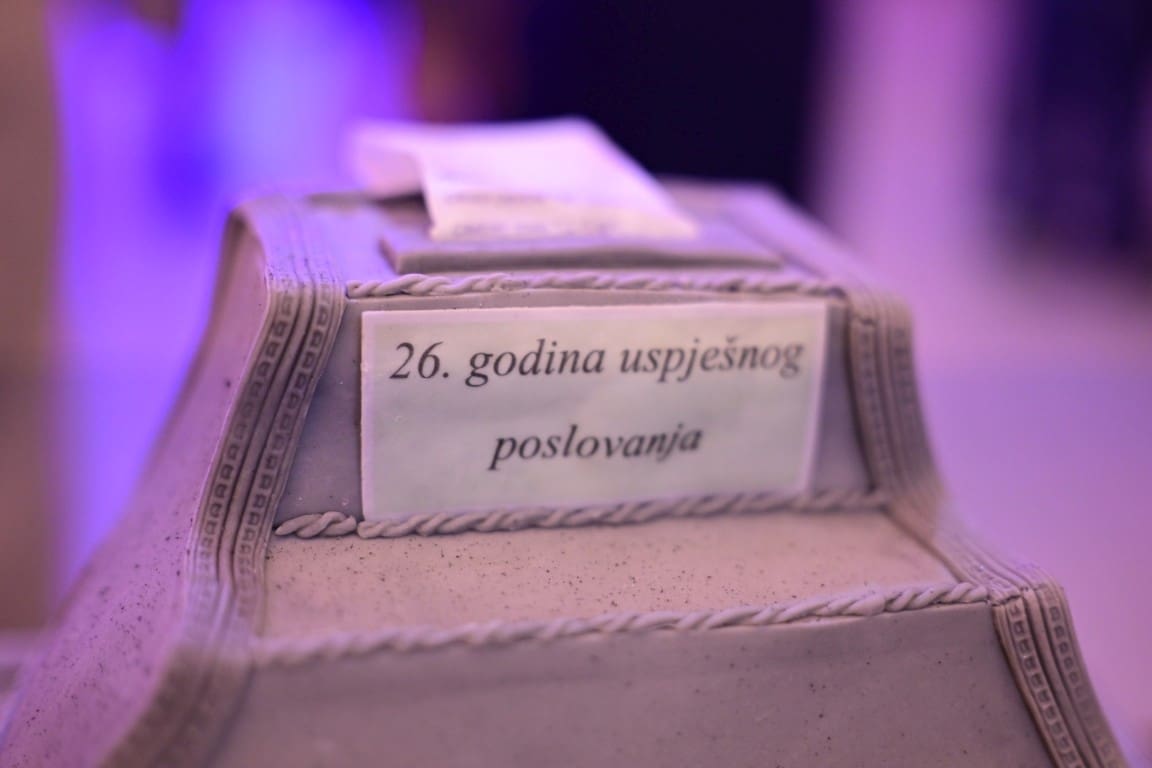 26. godina uspješnog
poslovanja